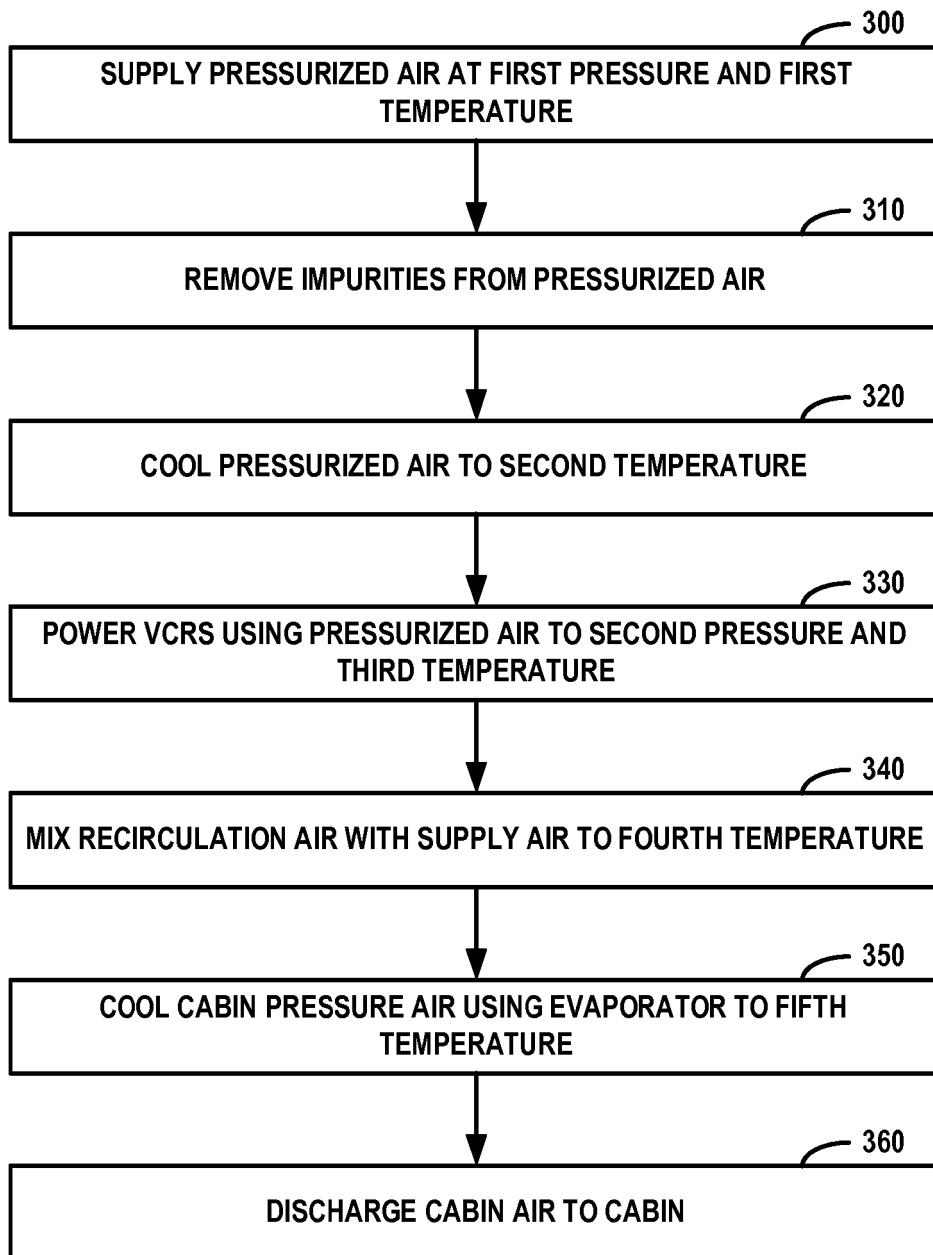 300
SUPPLY PRESSURIZED AIR AT FIRST PRESSURE AND FIRST
TEMPERATURE
310
REMOVE IMPURITIES FROM PRESSURIZED AIR
320
COOL PRESSURIZED AIR TO SECOND TEMPERATURE
330
POWER VCRS USING PRESSURIZED AIR TO SECOND PRESSURE AND
THIRD TEMPERATURE
340
MIX RECIRCULATION AIR WITH SUPPLY AIR TO FOURTH TEMPERATURE
350
COOL CABIN PRESSURE AIR USING EVAPORATOR TO FIFTH
TEMPERATURE
360
DISCHARGE CABIN AIR TO CABIN